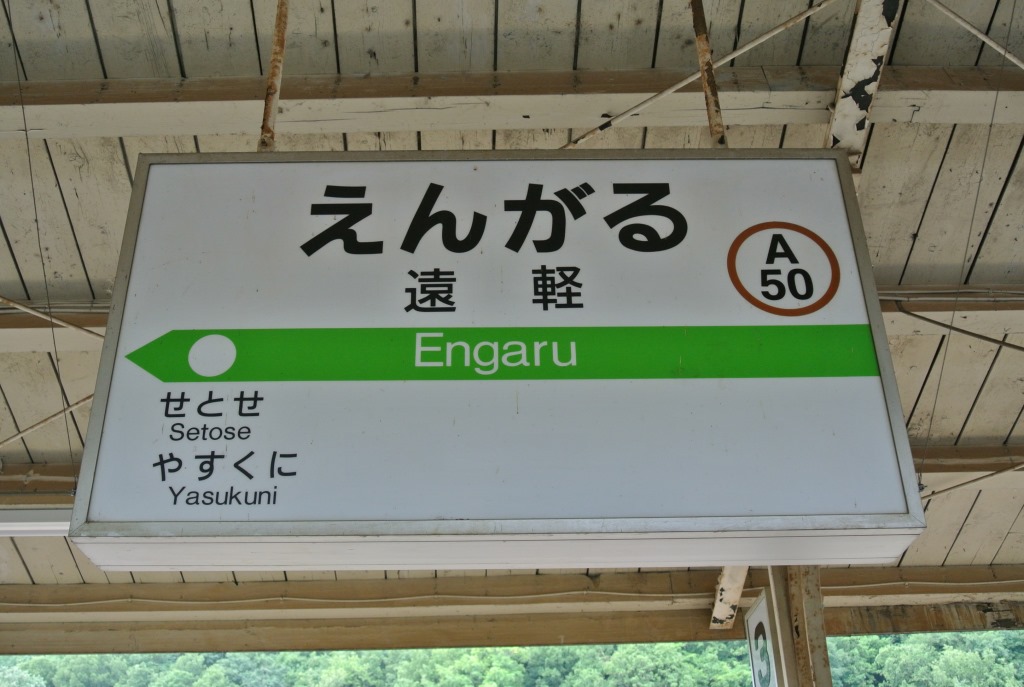 えんがる
遠軽
A
50
Engaru
せとせ
Setose
やすくに
Yasukuni
3